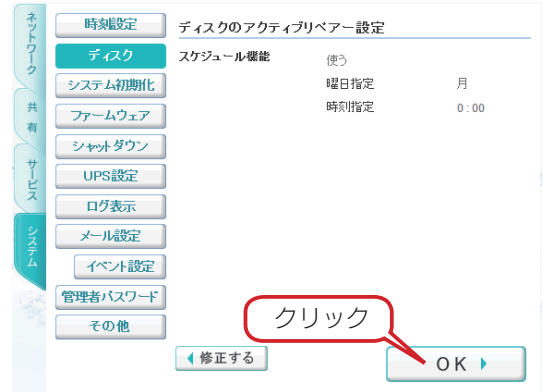 ネットワーク
共有
サービス
システム
時刻設定
ディスク
システム初期化
ファームウェア
シャットダウン
UPS設定
ログ表示
メール設定
イベント設定
管理者パスワード
その他
ディスクのアクティブリペアー設定
スケジュール機能 使う
曜日指定 月
時刻指定 0:00
クリック
修正する
OK